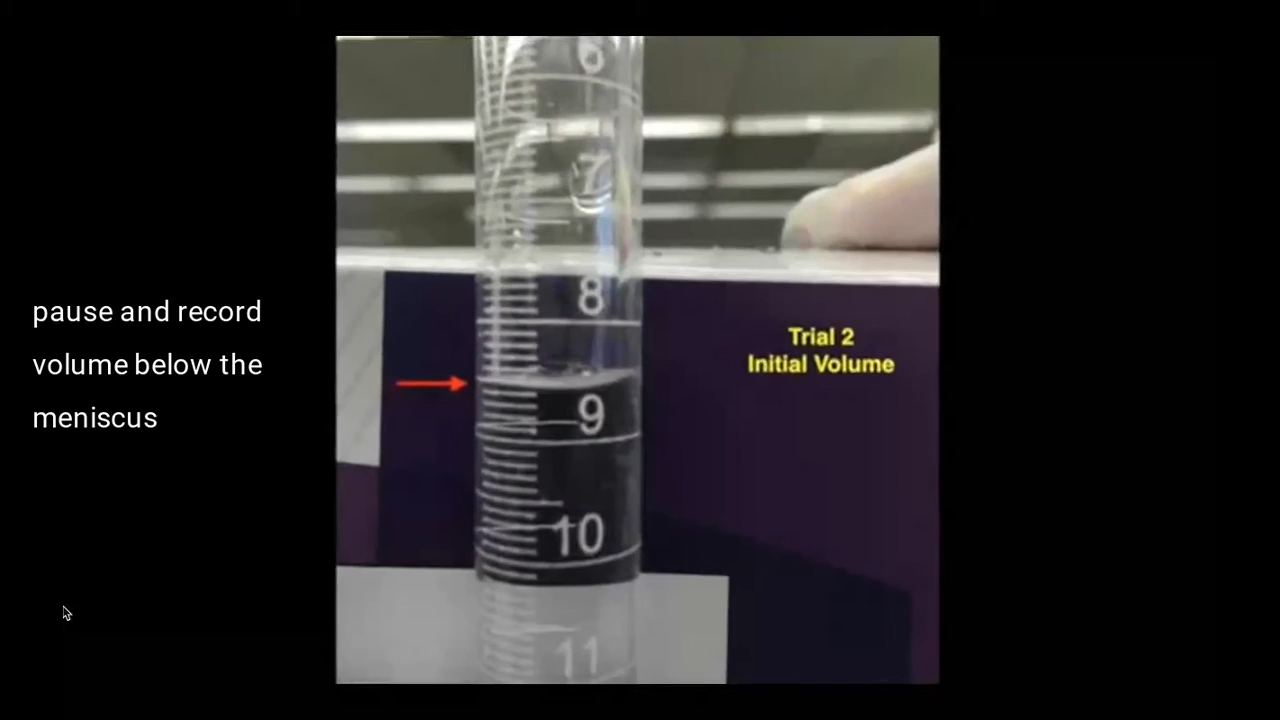 6
7
8
pause and record
Trial 2
volume below the
Initial Volume
meniscus
9
10
11